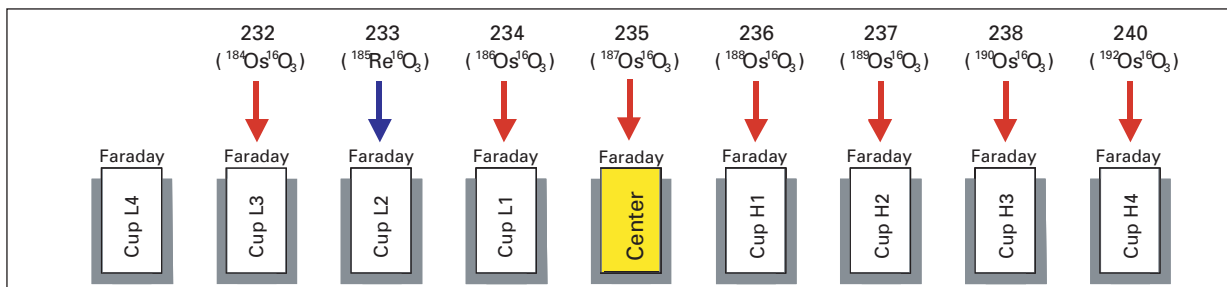 232 233 234 235 236 237 238 240
(¹⁸⁴Os¹⁶O₃) (¹⁸⁵Re¹⁶O₃) (¹⁸⁶Os¹⁶O₃) (¹⁸⁷Os¹⁶O₃) (¹⁸⁸Os¹⁶O₃) (¹⁸⁹Os¹⁶O₃) (¹⁹⁰Os¹⁶O₃) (¹⁹²Os¹⁶O₃)
Faraday Faraday Faraday Faraday Faraday Faraday Faraday Faraday Faraday
Cup L4 Cup L3 Cup L2 Cup L1 Center Cup H1 Cup H2 Cup H3 Cup H4